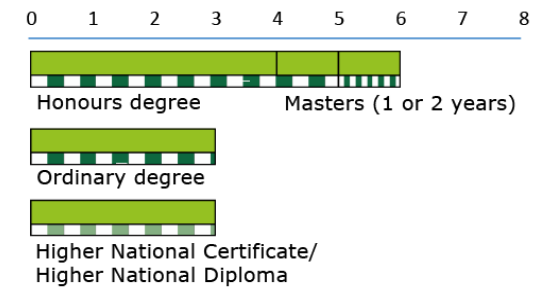 0 1 2 3 4 5 6 7 8
Honours degree Masters (1 or 2 years)
Ordinary degree
Higher National Certificate/
Higher National Diploma